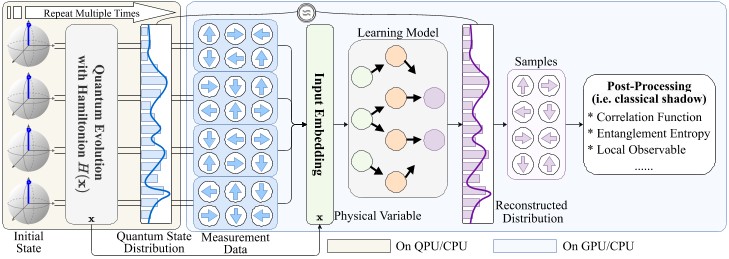 Repeat Multiple Times
Quantum Evolution
with Hamiltonion H(x)
x
Initial
State
Quantum State
Distribution
Measurement
Data
Input Embedding
x
Learning Model
Physical Variable
Reconstructed
Distribution
Samples
Post-Processing
(i.e. classical shadow)
* Correlation Function
* Entanglement Entropy
* Local Observable
......
On QPU/CPU
On GPU/CPU